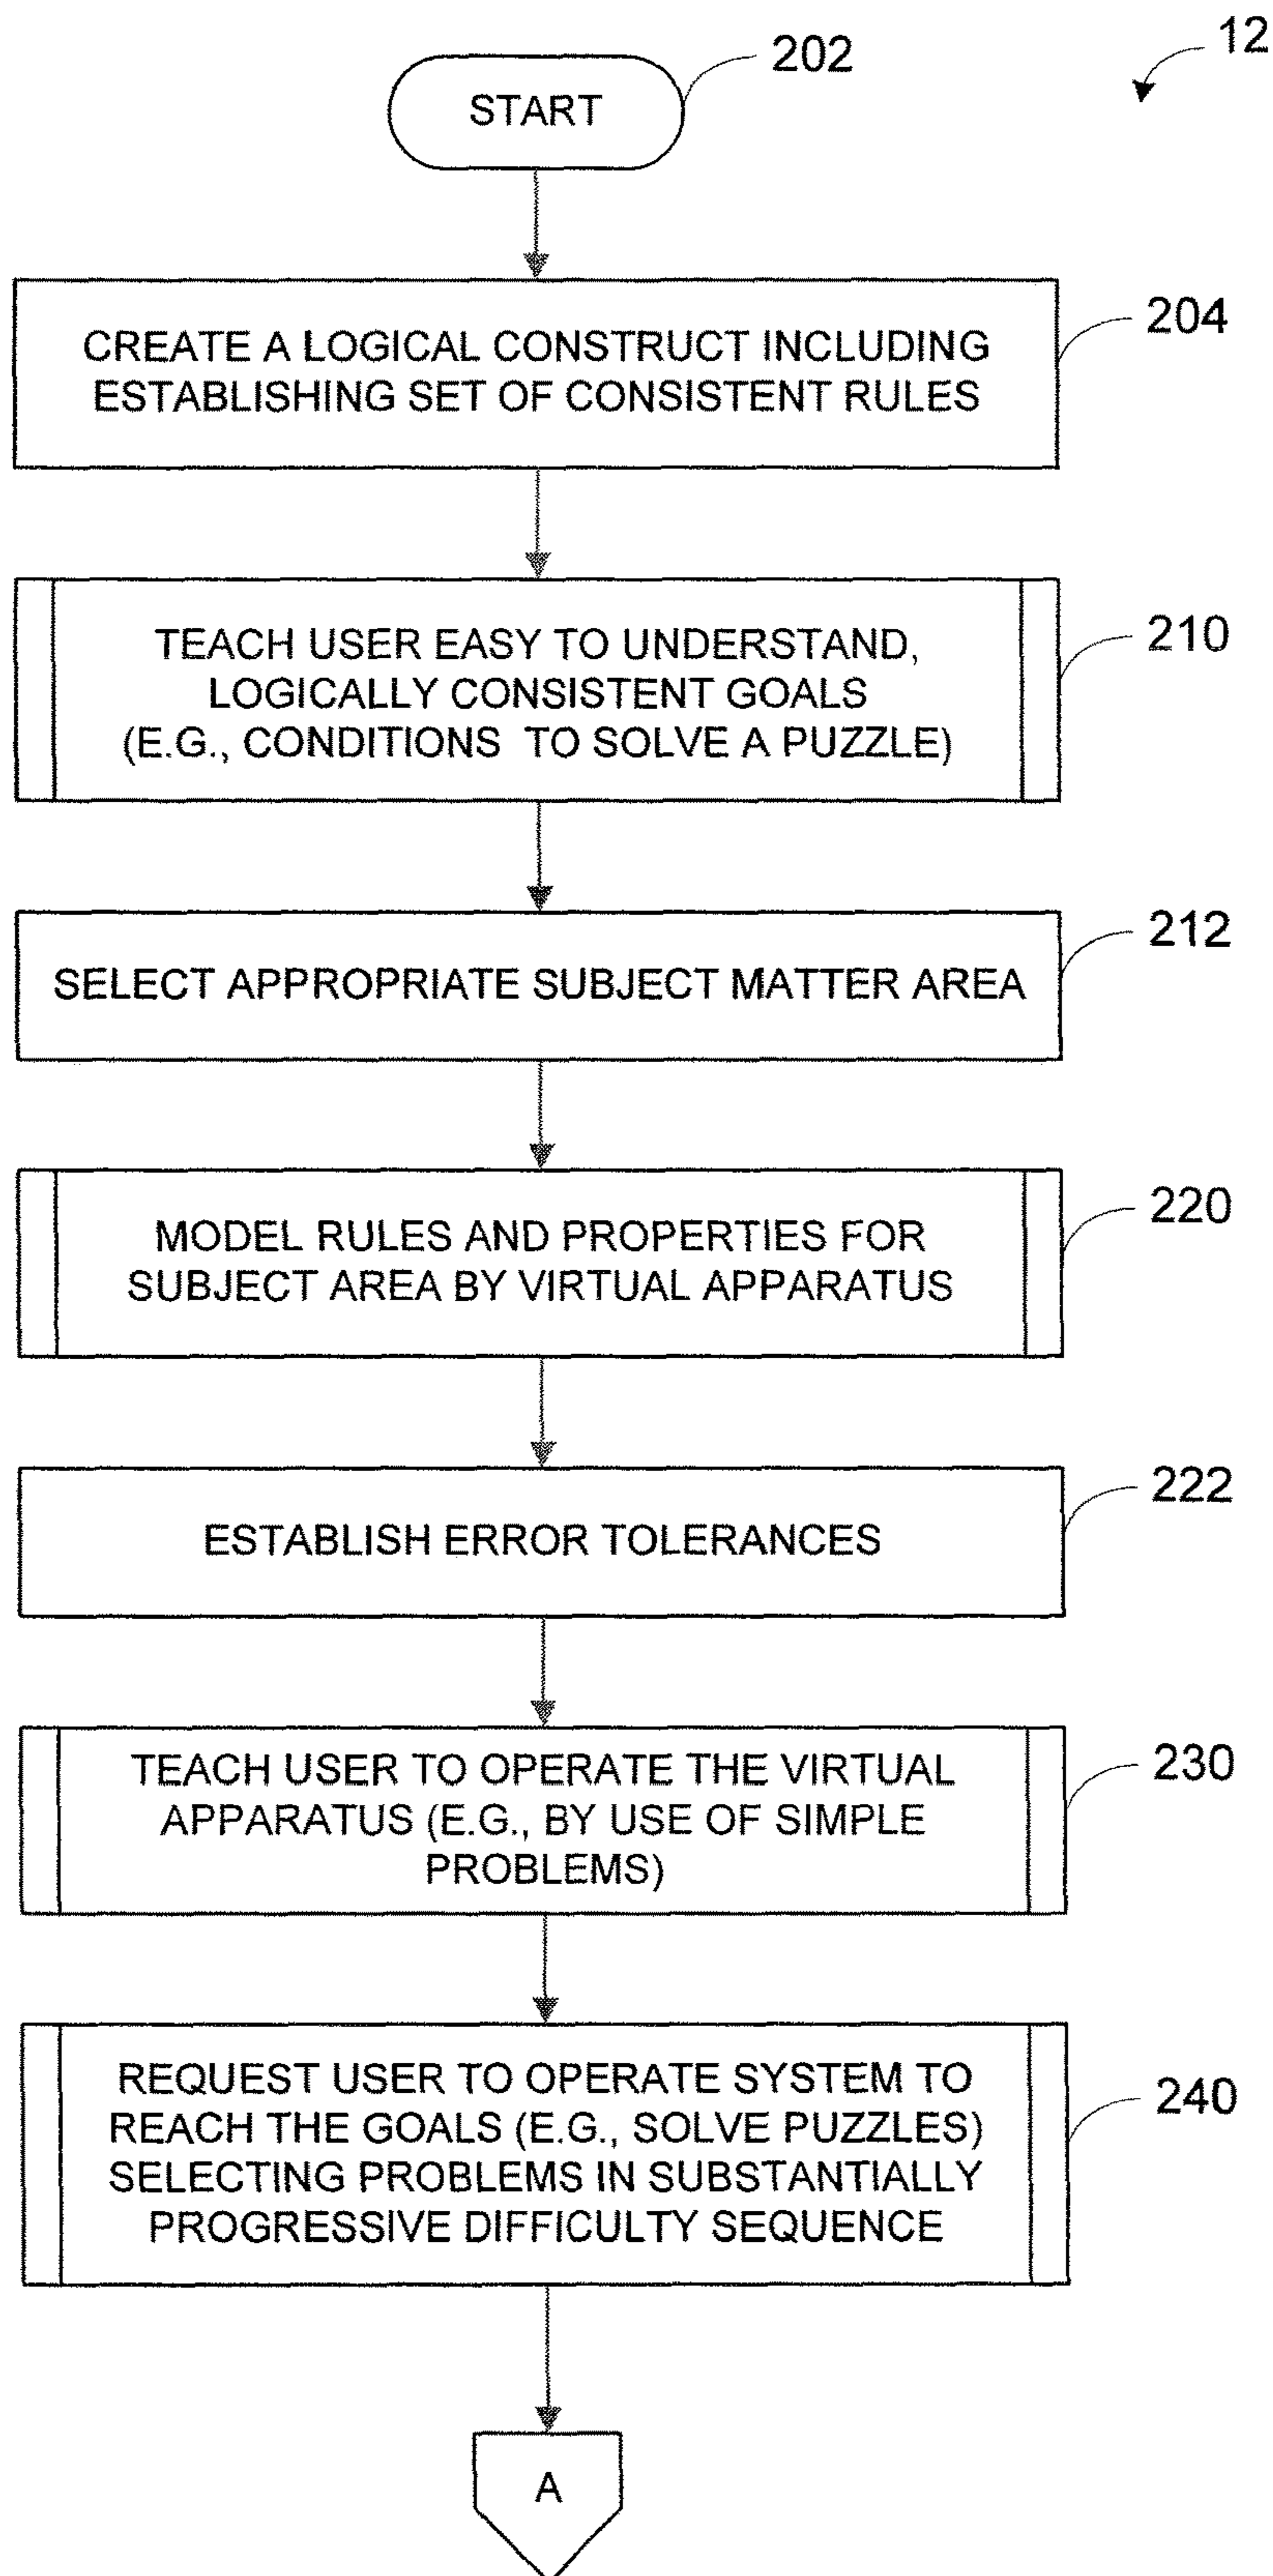 12
START
202
CREATE A LOGICAL CONSTRUCT INCLUDING
ESTABLISHING SET OF CONSISTENT RULES
204
TEACH USER EASY TO UNDERSTAND,
LOGICALLY CONSISTENT GOALS
(E.G., CONDITIONS TO SOLVE A PUZZLE)
210
SELECT APPROPRIATE SUBJECT MATTER AREA
212
MODEL RULES AND PROPERTIES FOR
SUBJECT AREA BY VIRTUAL APPARATUS
220
ESTABLISH ERROR TOLERANCES
222
TEACH USER TO OPERATE THE VIRTUAL
APPARATUS (E.G., BY USE OF SIMPLE
PROBLEMS)
230
REQUEST USER TO OPERATE SYSTEM TO
REACH THE GOALS (E.G., SOLVE PUZZLES)
SELECTING PROBLEMS IN SUBSTANTIALLY
PROGRESSIVE DIFFICULTY SEQUENCE
240
A